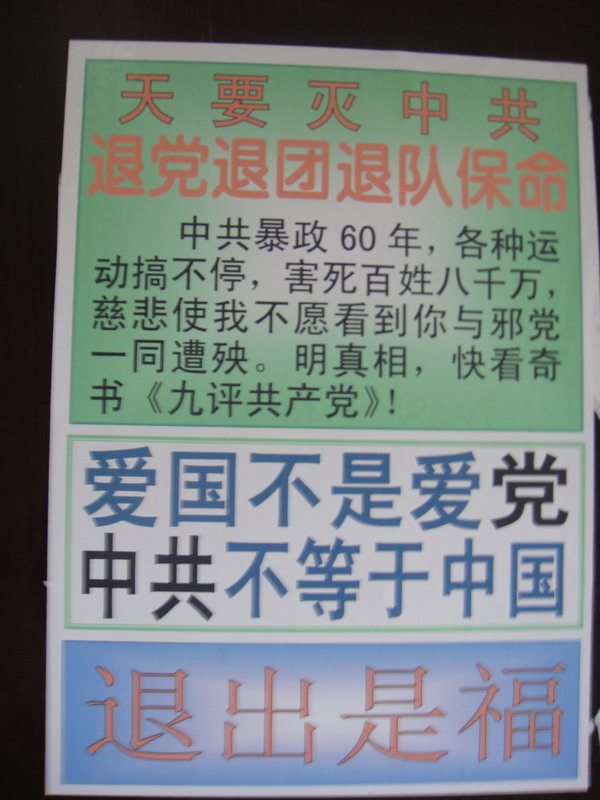 天要灭中共
退党退团退队保命
中共暴政60年，各种运
动搞不停，害死百姓八千万，
慈悲使我不愿看到你与邪党
一同遭殃。明真相，快看奇
书《九评共产党》！
爱国不是爱党
中共不等于中国
退出是福